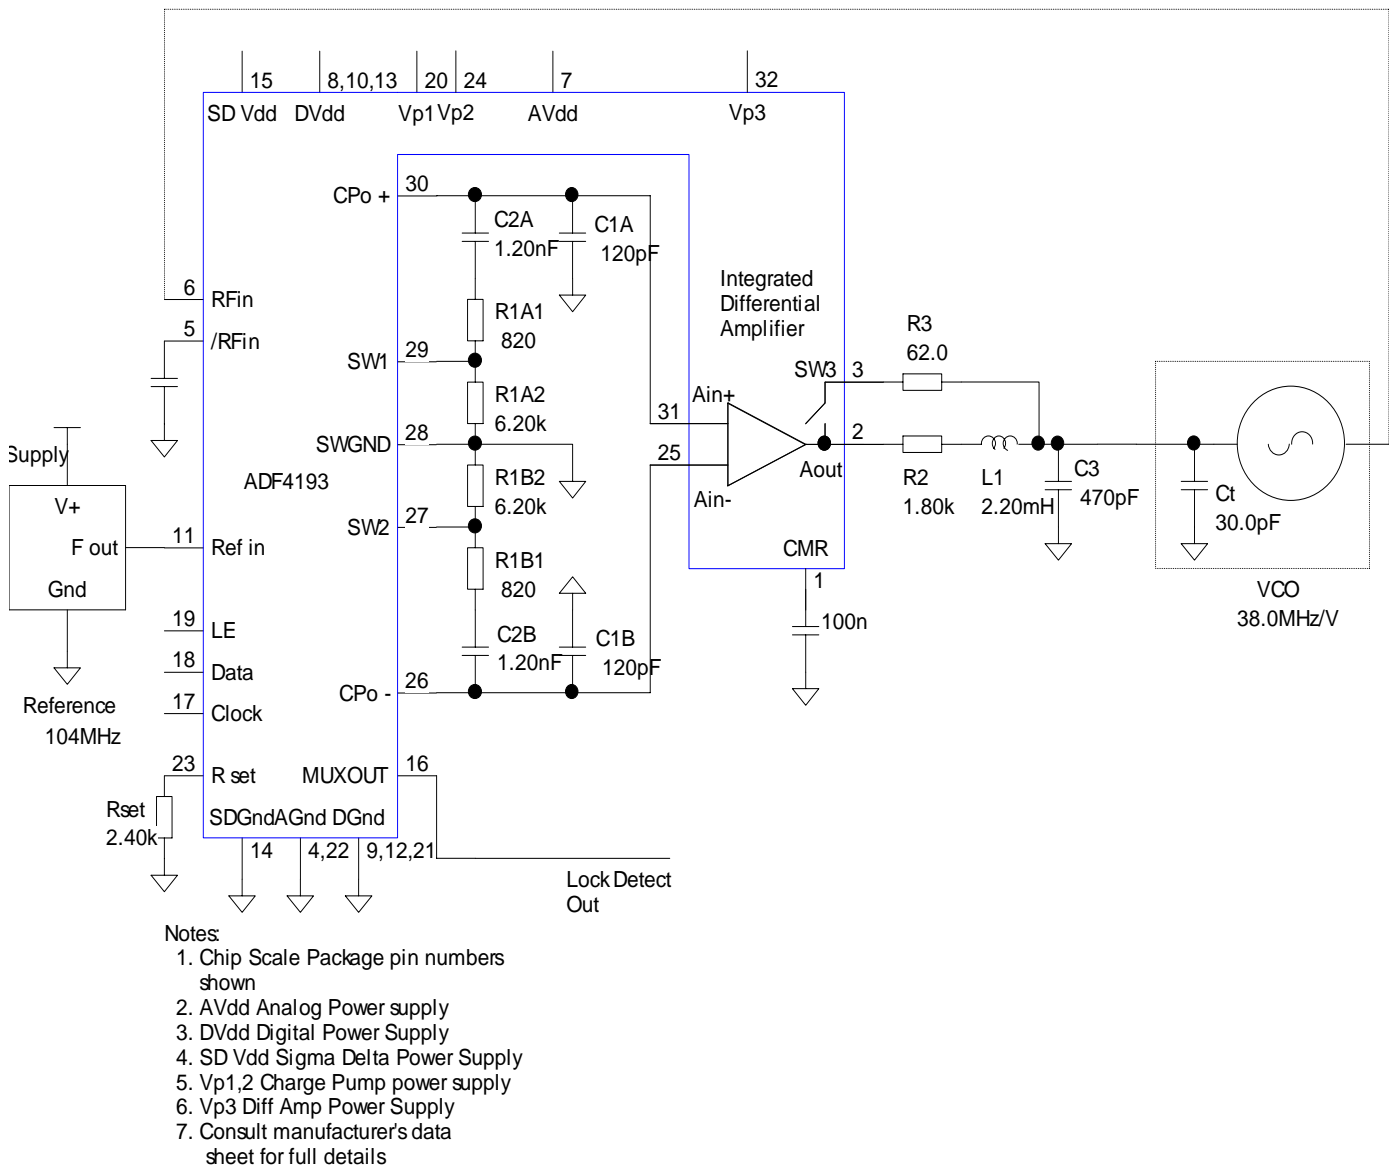 15
8,10,13
20
24
7
32
SD Vdd
DVdd
Vp1
Vp2
AVdd
Vp3
CPo +
30
C2A
1.20nF
C1A
120pF
6
RFin
5
/RFin
R1A1
820
SW1
29
R1A2
6.20k
SWGND
28
R1B2
6.20k
SW2
27
R1B1
820
C2B
1.20nF
C1B
120pF
CPo -
26
ADF4193
Integrated
Differential
Amplifier
Ain+
31
25
Ain-
SW3
3
2
Aout
R3
62.0
R2
1.80k
L1
2.20mH
C3
470pF
Ct
30.0pF
VCO
38.0MHz/V
CMR
1
100n
Supply
V+
F out
Gnd
11
Ref in
Reference
104MHz
19
LE
18
Data
17
Clock
23
R set
Rset
2.40k
MUXOUT
16
SDGnd
AGnd
DGnd
14
4,22
9,12,21
Lock Detect
Out
Notes:
1. Chip Scale Package pin numbers
shown
2. AVdd Analog Power supply
3. DVdd Digital Power Supply
4. SD Vdd Sigma Delta Power Supply
5. Vp1,2 Charge Pump power supply
6. Vp3 Diff Amp Power Supply
7. Consult manufacturer's data
sheet for full details